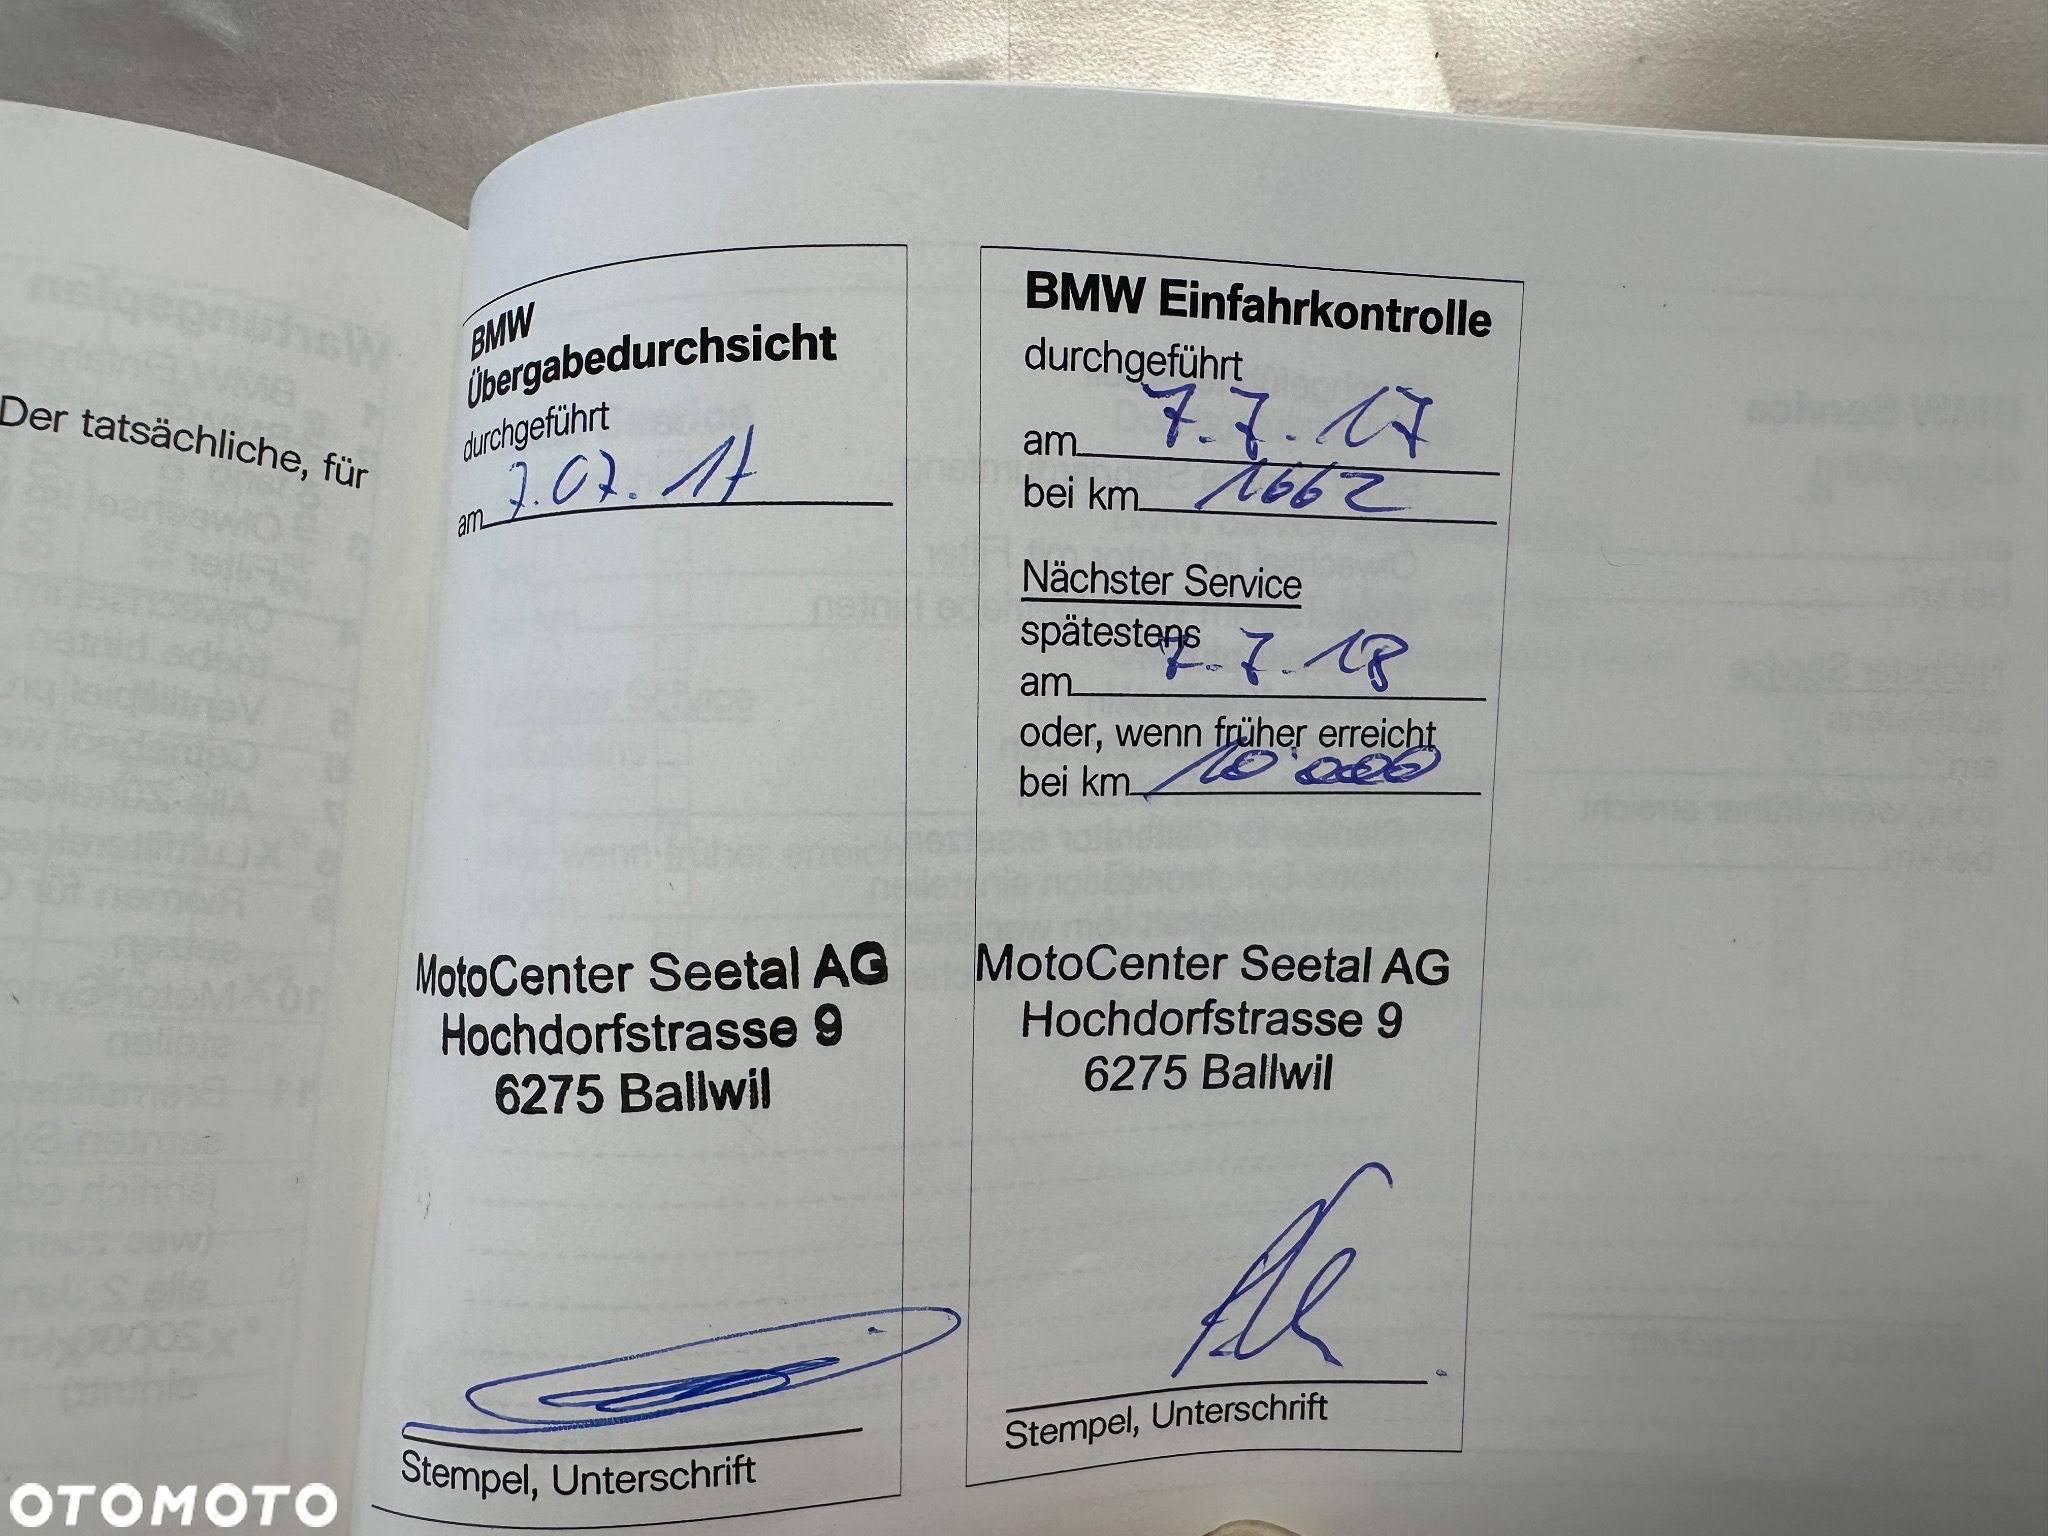 Der tatsächliche, für
BMW
Übergabedurchsicht
durchgeführt
am 7.07.17
MotoCenter Seetal AG
Hochdorfstrasse 9
6275 Ballwil
Stempel, Unterschrift
BMW Einfahrkontrolle
durchgeführt
am 7.7.17
bei km 1662
Nächster Service
spätestens
am 7.7.18
oder, wenn früher erreicht
bei km 10'000
MotoCenter Seetal AG
Hochdorfstrasse 9
6275 Ballwil
Stempel, Unterschrift
OTOMOTO